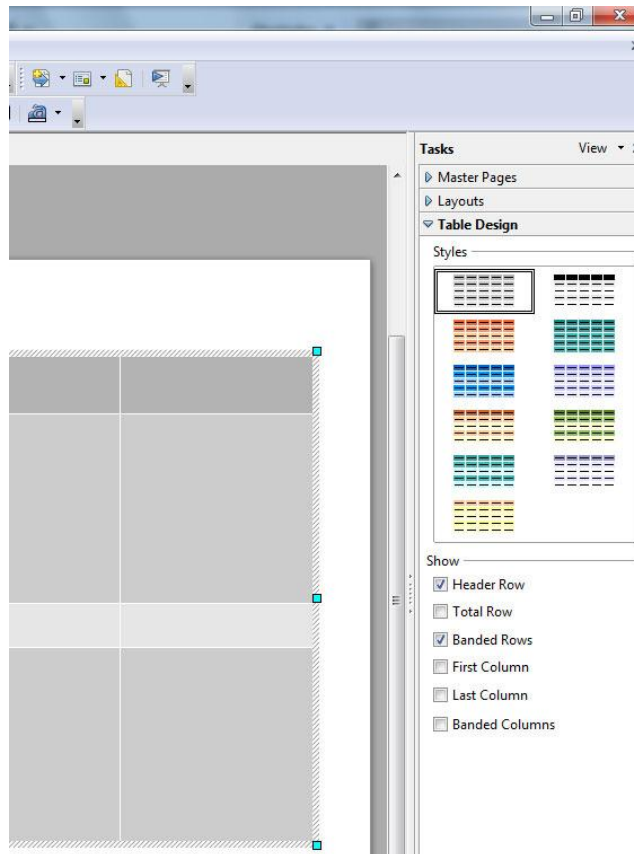 Tasks View
Master Pages
Layouts
Table Design
Styles
Show
Header Row
Total Row
Banded Rows
First Column
Last Column
Banded Columns